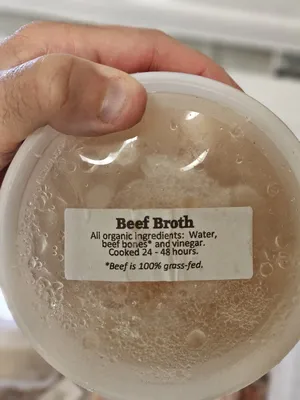 Beef Broth
All organic ingredients: Water,
beef bones* and vinegar.
Cooked 24 - 48 hours.
*Beef is 100% grass-fed.